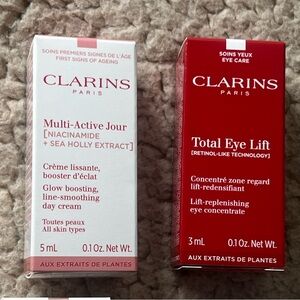 SOINS PREMIERS SIGNES DE L'ÂGE
FIRST SIGNS OF AGEING
CLARINS
PARIS
Multi-Active Jour
[NIACINAMIDE
+ SEA HOLLY EXTRACT]
Crème lissante,
booster d'éclat
Glow boosting,
line-smoothing
day cream
Toutes peaux
All skin types
5 mL 0.1 Oz. Net Wt.
AUX EXTRAITS DE PLANTES
SOINS YEUX
EYE CARE
CLARINS
PARIS
Total Eye Lift
[RETINOL-LIKE TECHNOLOGY]
Concentré zone regard
lift-redensifiant
Lift-replenishing
eye concentrate
3 mL 0.1 Oz. Net Wt.
AUX EXTRAITS DE PLANTES